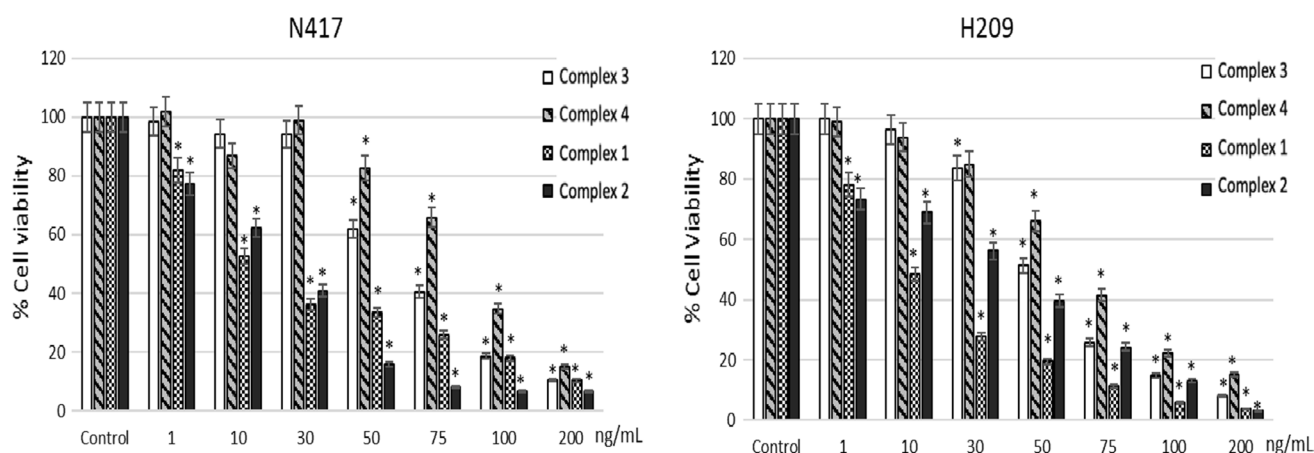 N417
120
100
80
60
40
20
0
% Cell viability
Complex 3
Complex 4
Complex 1
Complex 2
* * * * * * * * * * * * * * * * * * * * * *
Control 1 10 30 50 75 100 200 ng/mL
H209
120
100
80
60
40
20
0
% Cell Viability
Complex 3
Complex 4
Complex 1
Complex 2
* * * * * * * * * * * * * * * * * * * * * * *
Control 1 10 30 50 75 100 200 ng/mL